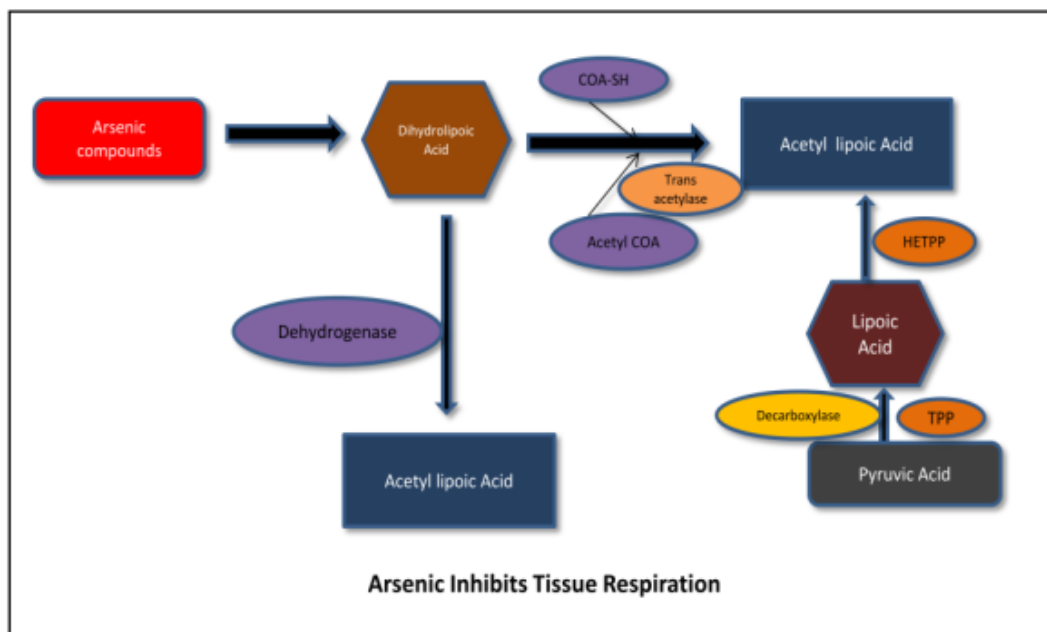 COA-SH
Arsenic
compounds
Dihydrolipoic
Acid
Acetyl lipoic Acid
Trans
acetylase
Acetyl COA
HETPP
Dehydrogenase
Lipoic
Acid
Decarboxylase
TPP
Acetyl lipoic Acid
Pyruvic Acid
Arsenic Inhibits Tissue Respiration